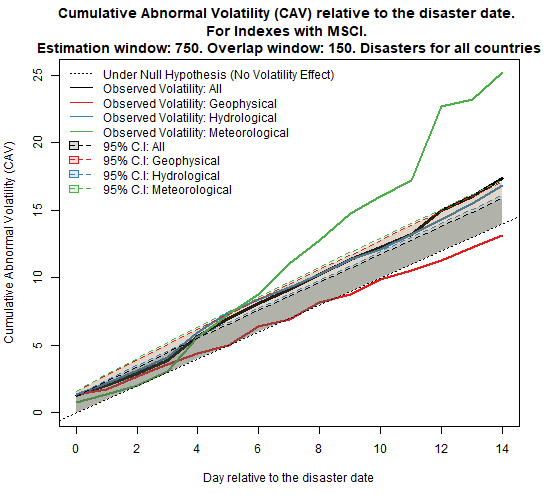 Cumulative Abnormal Volatility (CAV) relative to the disaster date.
For Indexes with MSCI.
Estimation window: 750. Overlap window: 150. Disasters for all countries
Under Null Hypothesis (No Volatility Effect)
Observed Volatility: All
Observed Volatility: Geophysical
Observed Volatility: Hydrological
Observed Volatility: Meteorological
95% C.I: All
95% C.I: Geophysical
95% C.I: Hydrological
95% C.I: Meteorological
Cumulative Abnormal Volatility (CAV)
25
20
15
10
5
0
0 2 4 6 8 10 12 14
Day relative to the disaster date